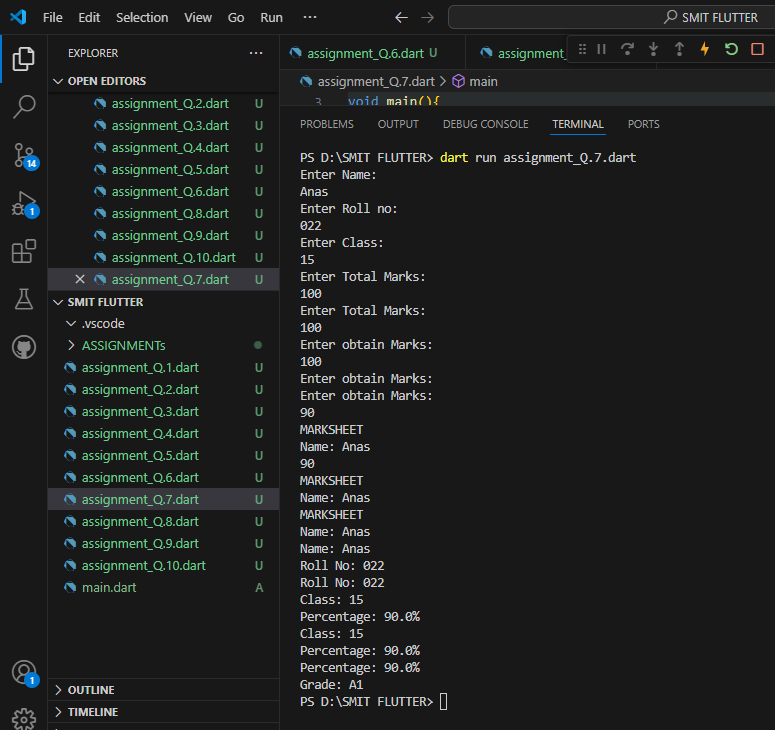 File Edit Selection View Go Run ··· ← → SMIT FLUTTER
EXPLORER ···
OPEN EDITORS
assignment_Q.2.dart U
assignment_Q.3.dart U
assignment_Q.4.dart U
assignment_Q.5.dart U
assignment_Q.6.dart U
assignment_Q.8.dart U
assignment_Q.9.dart U
assignment_Q.10.dart U
assignment_Q.7.dart U
SMIT FLUTTER
.vscode
ASSIGNMENTs
assignment_Q.1.dart U
assignment_Q.2.dart U
assignment_Q.3.dart U
assignment_Q.4.dart U
assignment_Q.5.dart U
assignment_Q.6.dart U
assignment_Q.7.dart U
assignment_Q.8.dart U
assignment_Q.9.dart U
assignment_Q.10.dart U
main.dart A
OUTLINE
TIMELINE
14
1
1
assignment_Q.6.dart U assignment_
assignment_Q.7.dart > main
3 void main(){
PROBLEMS OUTPUT DEBUG CONSOLE TERMINAL PORTS
PS D:\SMIT FLUTTER> dart run assignment_Q.7.dart
Enter Name:
Anas
Enter Roll no:
022
Enter Class:
15
Enter Total Marks:
100
Enter Total Marks:
100
Enter obtain Marks:
100
Enter obtain Marks:
Enter obtain Marks:
90
MARKSHEET
Name: Anas
90
MARKSHEET
Name: Anas
MARKSHEET
Name: Anas
Name: Anas
Roll No: 022
Roll No: 022
Class: 15
Percentage: 90.0%
Class: 15
Percentage: 90.0%
Percentage: 90.0%
Grade: A1
PS D:\SMIT FLUTTER>